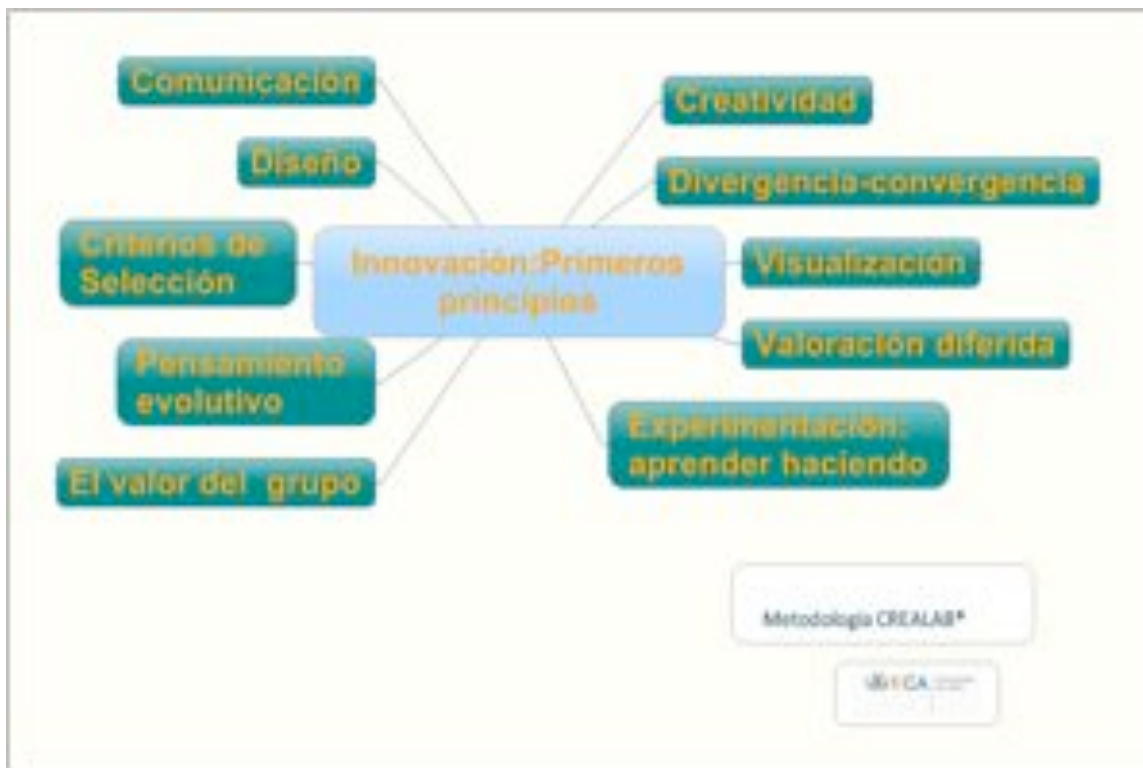 Comunicación
Creatividad
Diseño
Divergencia-convergencia
Criterios de
Selección
Innovación:Primeros
principios
Visualización
Valoración diferida
Pensamiento
evolutivo
Experimentación:
aprender haciendo
El valor del grupo
Metodología CREALAB®